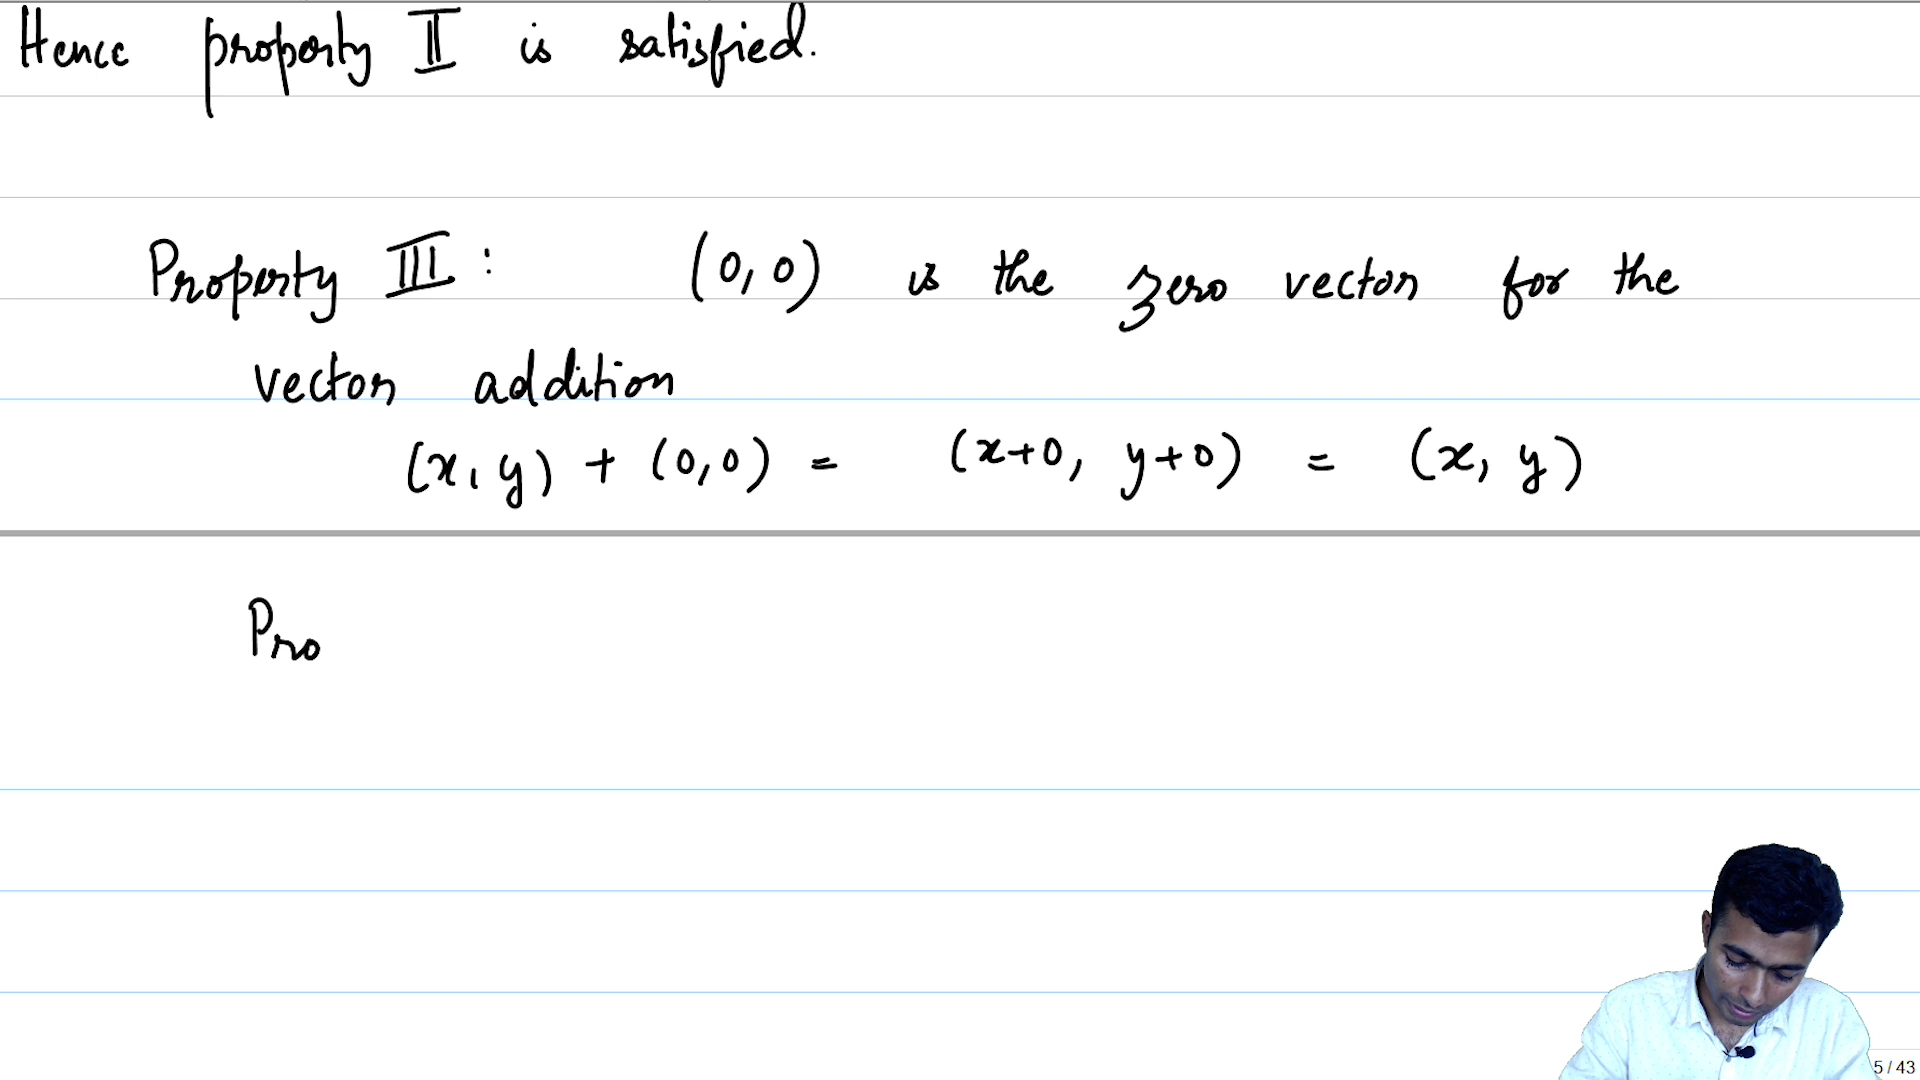 Hence property II is satisfied.
Property III : (0,0) is the zero vector for the
vector addition
(x, y) + (0,0) = (x+0, y+0) = (x, y)
Pro
5 / 43